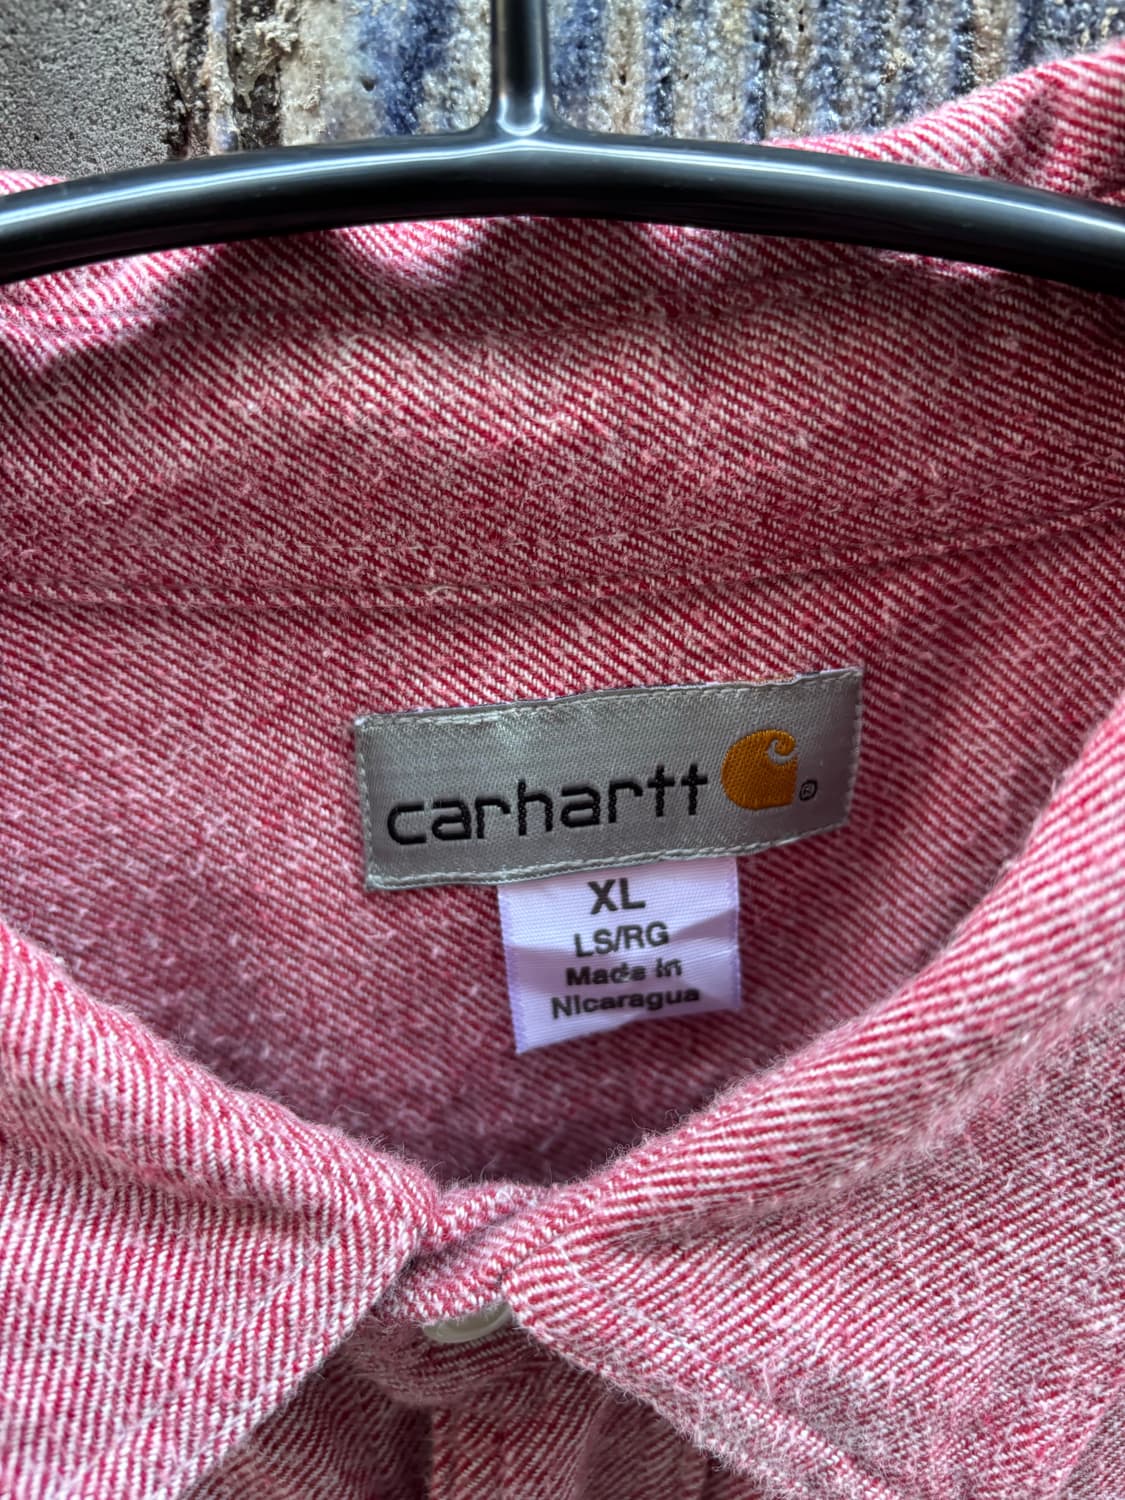 carhartt ®
XL
LS/RG
Made in
Nicaragua